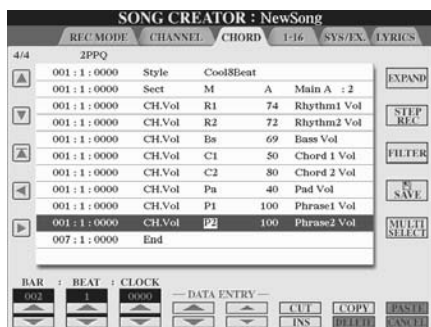 SONG CREATOR : NewSong
REC MODE CHANNEL CHORD 1-16 SYS/EX. LYRICS
4/4 2PPQ
001 : 1 : 0000 Style Cool8Beat
EXPAND
001 : 1 : 0000 Sect M A Main A : 2
001 : 1 : 0000 CH.Vol R1 74 Rhythm1 Vol
STEP
REC
001 : 1 : 0000 CH.Vol R2 72 Rhythm2 Vol
001 : 1 : 0000 CH.Vol Bs 69 Bass Vol
001 : 1 : 0000 CH.Vol C1 50 Chord 1 Vol
FILTER
001 : 1 : 0000 CH.Vol C2 80 Chord 2 Vol
001 : 1 : 0000 CH.Vol Pa 40 Pad Vol
SAVE
001 : 1 : 0000 CH.Vol P1 100 Phrase1 Vol
001 : 1 : 0000 CH.Vol P2 100 Phrase2 Vol
MULTI
SELECT
007 : 1 : 0000 End
BAR : BEAT : CLOCK
002 1 0000 DATA ENTRY
CUT COPY PASTE
INS DELETE CANCEL